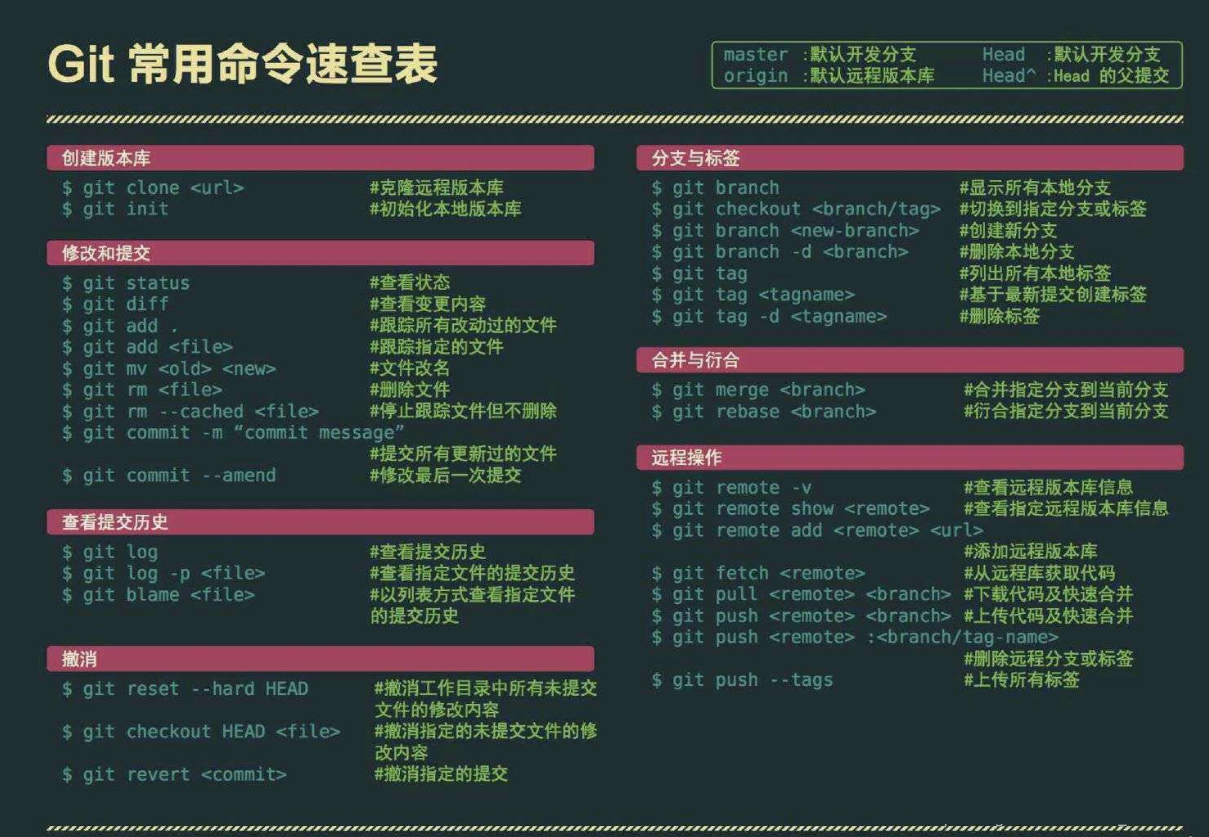 Git 常用命令速查表
master :默认开发分支 Head :默认开发分支
origin :默认远程版本库 Head^ :Head 的父提交
创建版本库
$ git clone <url> #克隆远程版本库
$ git init #初始化本地版本库
修改和提交
$ git status #查看状态
$ git diff #查看变更内容
$ git add . #跟踪所有改动过的文件
$ git add <file> #跟踪指定的文件
$ git mv <old> <new> #文件改名
$ git rm <file> #删除文件
$ git rm --cached <file> #停止跟踪文件但不删除
$ git commit -m “commit message”
#提交所有更新过的文件
$ git commit --amend #修改最后一次提交
查看提交历史
$ git log #查看提交历史
$ git log -p <file> #查看指定文件的提交历史
$ git blame <file> #以列表方式查看指定文件
的提交历史
撤消
$ git reset --hard HEAD #撤消工作目录中所有未提交
文件的修改内容
$ git checkout HEAD <file> #撤消指定的未提交文件的修
改内容
$ git revert <commit> #撤消指定的提交
分支与标签
$ git branch #显示所有本地分支
$ git checkout <branch/tag> #切换到指定分支或标签
$ git branch <new-branch> #创建新分支
$ git branch -d <branch> #删除本地分支
$ git tag #列出所有本地标签
$ git tag <tagname> #基于最新提交创建标签
$ git tag -d <tagname> #删除标签
合并与衍合
$ git merge <branch> #合并指定分支到当前分支
$ git rebase <branch> #衍合指定分支到当前分支
远程操作
$ git remote -v #查看远程版本库信息
$ git remote show <remote> #查看指定远程版本库信息
$ git remote add <remote> <url>
#添加远程版本库
$ git fetch <remote> #从远程库获取代码
$ git pull <remote> <branch> #下载代码及快速合并
$ git push <remote> <branch> #上传代码及快速合并
$ git push <remote> :<branch/tag-name>
#删除远程分支或标签
$ git push --tags #上传所有标签